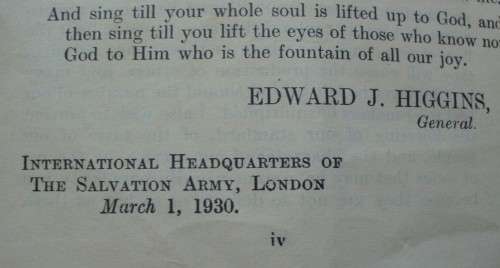 And sing till your whole soul is lifted up to God, and
then sing till you lift the eyes of those who know
God to Him who is the fountain of all our joy.
EDWARD J. HIGGINS,
General.
INTERNATIONAL HEADQUARTERS OF
THE SALVATION ARMY, LONDON
March 1, 1930.
iv